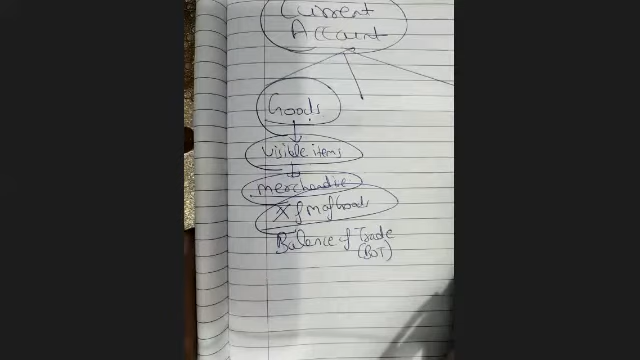 Current
Account
Goods
Visible items
merchandise
X & M of Goods
Balance of Trade
(BOT)